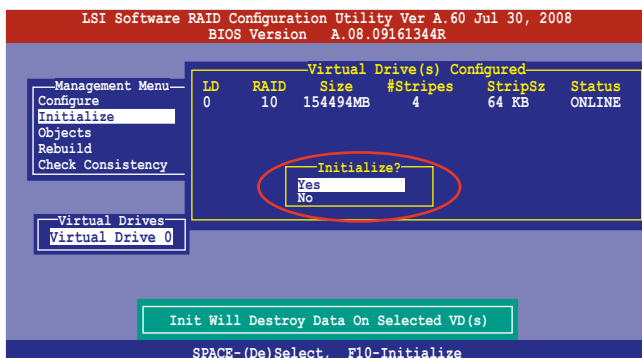 LSI Software RAID Configuration Utility Ver A.60 Jul 30, 2008
BIOS Version A.08.09161344R
Virtual Drive(s) Configured
LD RAID Size #Stripes StripSz Status
0 10 154494MB 4 64 KB ONLINE
Management Menu
Configure
Initialize
Objects
Rebuild
Check Consistency
Initialize?
Yes
No
Virtual Drives
Virtual Drive 0
Init Will Destroy Data On Selected VD(s)
SPACE-(De)Select, F10-Initialize